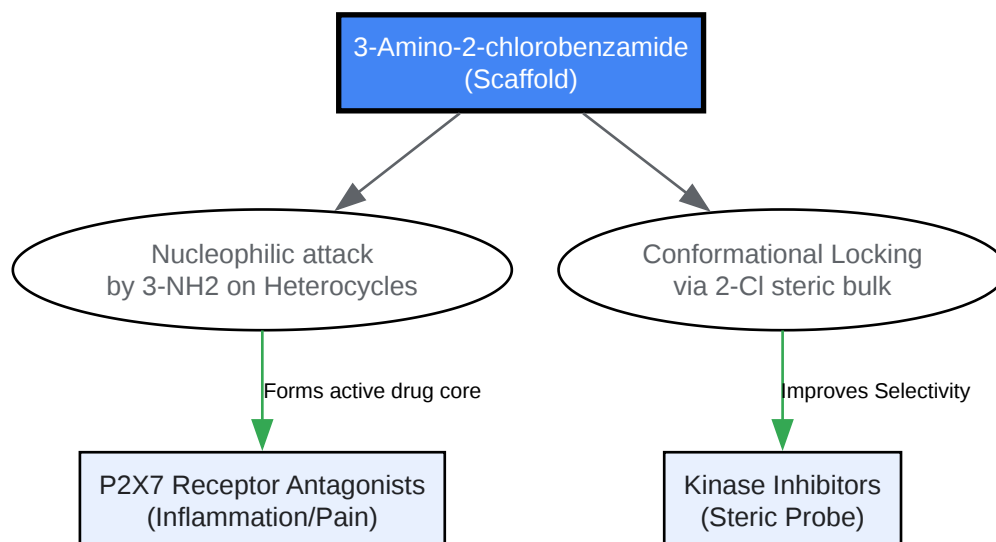 3-Amino-2-chlorobenzamide
(Scaffold)
Nucleophilic attack
by 3-NH2 on Heterocycles
Conformational Locking
via 2-Cl steric bulk
Forms active drug core
Improves Selectivity
P2X7 Receptor Antagonists
(Inflammation/Pain)
Kinase Inhibitors
(Steric Probe)